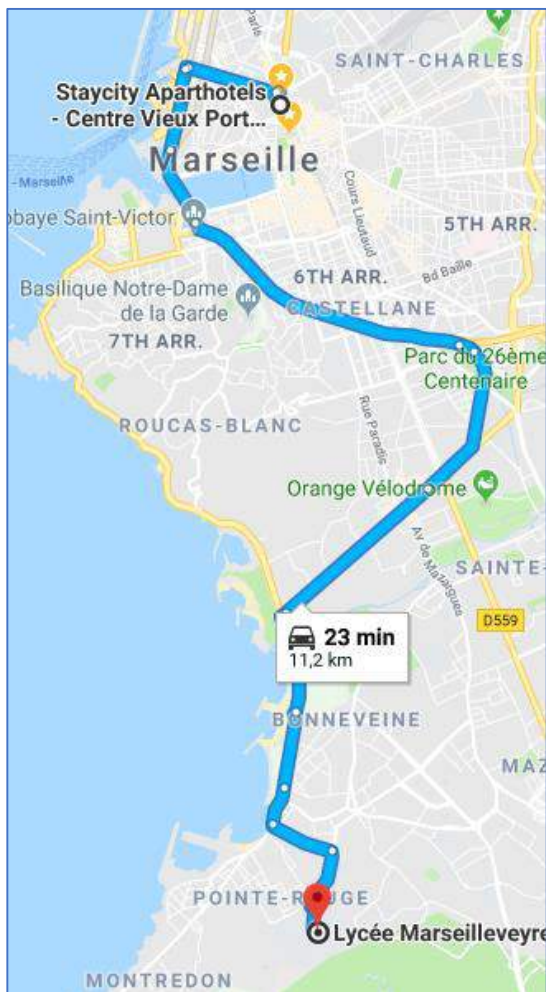 Paris
SAINT-CHARLES
Staycity Aparthotels
- Centre Vieux Port...
Marseille
- Marseille
Cours Lieutaud
bbaye Saint-Victor
5TH ARR.
6TH ARR.
Bd Baille
Basilique Notre-Dame
de la Garde
CASTELLANE
7TH ARR.
Parc du 26ème
Centenaire
Rue Paradis
ROUCAS-BLANC
Orange Vélodrome
Av de Mazargues
SAINTE-
D559
23 min
11,2 km
BONNEVEINE
MAZ
POINTE-ROUGE
Lycée Marseilleveyre
MONTREDON